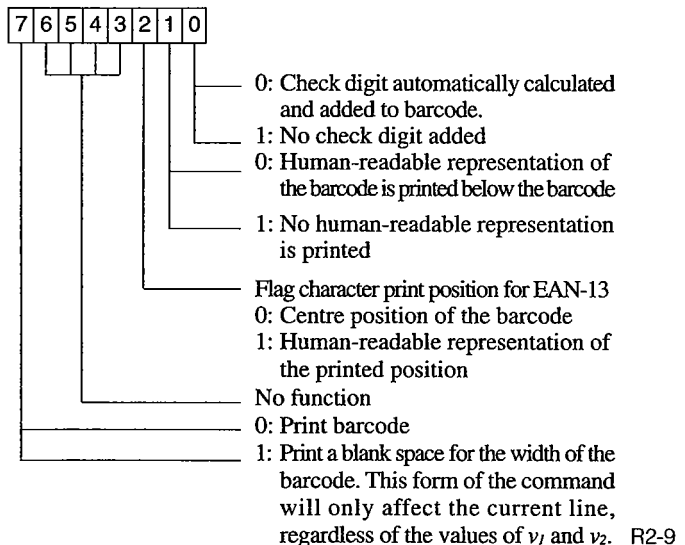 7 6 5 4 3 2 1 0
0: Check digit automatically calculated
and added to barcode.
1: No check digit added
0: Human-readable representation of
the barcode is printed below the barcode
1: No human-readable representation
is printed
Flag character print position for EAN-13
0: Centre position of the barcode
1: Human-readable representation of
the printed position
No function
0: Print barcode
1: Print a blank space for the width of the
barcode. This form of the command
will only affect the current line,
regardless of the values of v1 and v2. R2-9